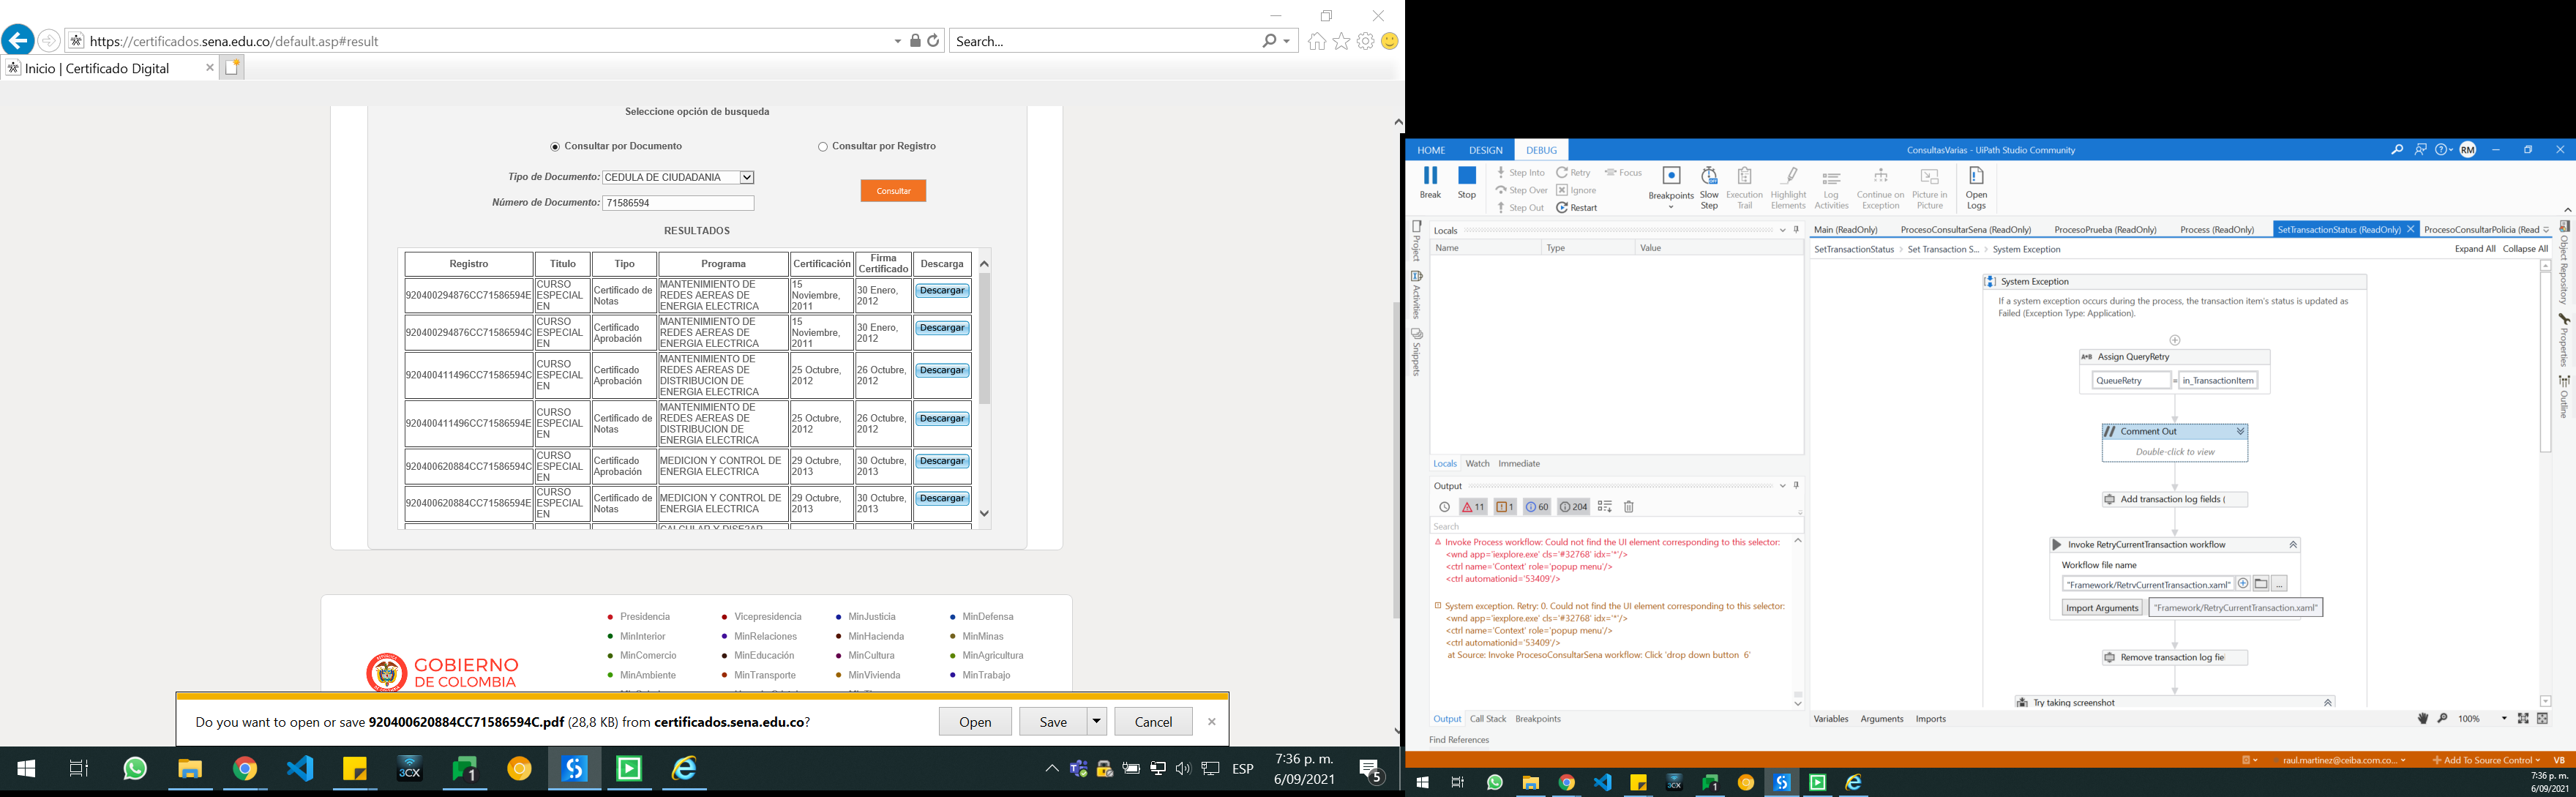 https://certificados.sena.edu.co/default.asp#result
Search...
Inicio | Certificado Digital
Seleccione opción de busqueda
Consultar por Documento
Consultar por Registro
Tipo de Documento: CEDULA DE CIUDADANIA
Consultar
Número de Documento: 71586594
RESULTADOS
Registro Titulo Tipo Programa Certificación Firma Certificado Descarga
920400294876CC71586594E CURSO ESPECIAL EN Certificado de Notas MANTENIMIENTO DE REDES AEREAS DE ENERGIA ELECTRICA 15 Noviembre, 2011 30 Enero, 2012 Descargar
920400294876CC71586594C CURSO ESPECIAL EN Certificado Aprobación MANTENIMIENTO DE REDES AEREAS DE ENERGIA ELECTRICA 15 Noviembre, 2011 30 Enero, 2012 Descargar
920400411496CC71586594C CURSO ESPECIAL EN Certificado Aprobación MANTENIMIENTO DE REDES AEREAS DE DISTRIBUCION DE ENERGIA ELECTRICA 25 Octubre, 2012 26 Octubre, 2012 Descargar
920400411496CC71586594E CURSO ESPECIAL EN Certificado de Notas MANTENIMIENTO DE REDES AEREAS DE DISTRIBUCION DE ENERGIA ELECTRICA 25 Octubre, 2012 26 Octubre, 2012 Descargar
920400620884CC71586594C CURSO ESPECIAL EN Certificado Aprobación MEDICION Y CONTROL DE ENERGIA ELECTRICA 29 Octubre, 2013 30 Octubre, 2013 Descargar
920400620884CC71586594E CURSO ESPECIAL EN Certificado de Notas MEDICION Y CONTROL DE ENERGIA ELECTRICA 29 Octubre, 2013 30 Octubre, 2013 Descargar
GOBIERNO
DE COLOMBIA
Presidencia Vicepresidencia MinJusticia MinDefensa
MinInterior MinRelaciones MinHacienda MinMinas
MinComercio MinEducación MinCultura MinAgricultura
MinAmbiente MinTransporte MinVivienda MinTrabajo
Do you want to open or save 920400620884CC71586594C.pdf (28,8 KB) from certificados.sena.edu.co?
Open Save Cancel
3CX
1
ESP
7:36 p. m.
6/09/2021
5
HOME DESIGN DEBUG
ConsultasVarias - UiPath Studio Community
RM
Break
Stop
Step Into
Step Over
Step Out
Retry
Ignore
Restart
Focus
Breakpoints
Slow Step
Execution Trail
Highlight Elements
Log Activities
Continue on Exception
Picture in Picture
Open Logs
Project
Activities
Snippets
Locals
Name Type Value
Locals Watch Immediate
Output
11 1 60 204
Search
Invoke Process workflow: Could not find the UI element corresponding to this selector:
<wnd app='iexplore.exe' cls='#32768' idx='*'/>
<ctrl name='Context' role='popup menu'/>
<ctrl automationid='53409'/>
System exception. Retry: 0. Could not find the UI element corresponding to this selector:
<wnd app='iexplore.exe' cls='#32768' idx='*'/>
<ctrl name='Context' role='popup menu'/>
<ctrl automationid='53409'/>
at Source: Invoke ProcesoConsultarSena workflow: Click 'drop down button 6'
Output Call Stack Breakpoints
Find References
Main (ReadOnly) ProcesoConsultarSena (ReadOnly) ProcesoPrueba (ReadOnly) Process (ReadOnly) SetTransactionStatus (ReadOnly) ProcesoConsultarPolicia (Read
SetTransactionStatus > Set Transaction S... > System Exception
Expand All Collapse All
System Exception
If a system exception occurs during the process, the transaction item's status is updated as
Failed (Exception Type: Application).
A*B Assign QueryRetry
QueueRetry = in_TransactionItem
// Comment Out
Double-click to view
Add transaction log fields (
Invoke RetryCurrentTransaction workflow
Workflow file name
"Framework/RetryCurrentTransaction.xaml" ...
Import Arguments "Framework/RetryCurrentTransaction.xaml"
Remove transaction log fie
Try taking screenshot
Variables Arguments Imports
100%
Object Repository
Properties
Outline
raul.martinez@ceiba.com.co...
Add To Source Control
VB
3CX
1
7:36 p. m.
6/09/2021